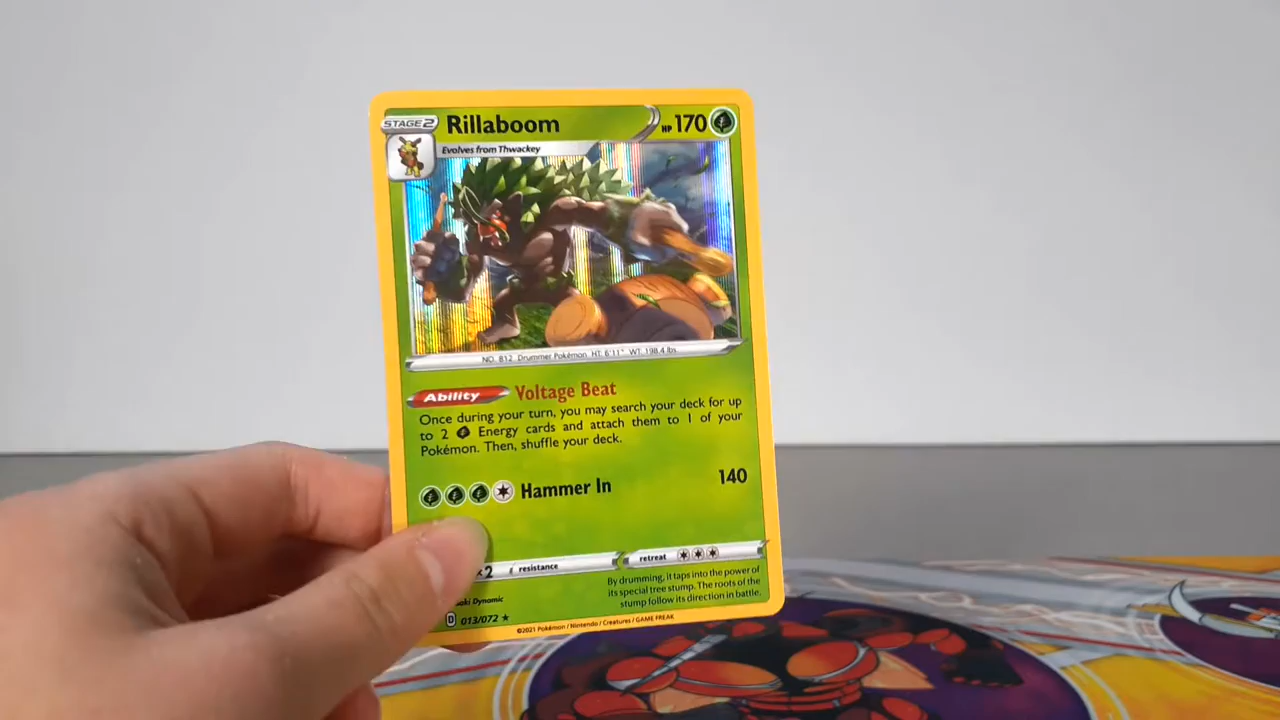 STAGE 2 Rillaboom HP 170
Evolves from Thwackey
NO. 812 Drummer Pokémon HT: 6'11" WT: 198.4 lbs
Ability Voltage Beat
Once during your turn, you may search your deck for up
to 2 Energy cards and attach them to 1 of your
Pokémon. Then, shuffle your deck.
Hammer In 140
×2 resistance retreat
By drumming, it taps into the power of
its special tree stump. The roots of the
stump follow its direction in battle.
Dynamic
D 013/072 ★
©2021 Pokémon / Nintendo / Creatures / GAME FREAK